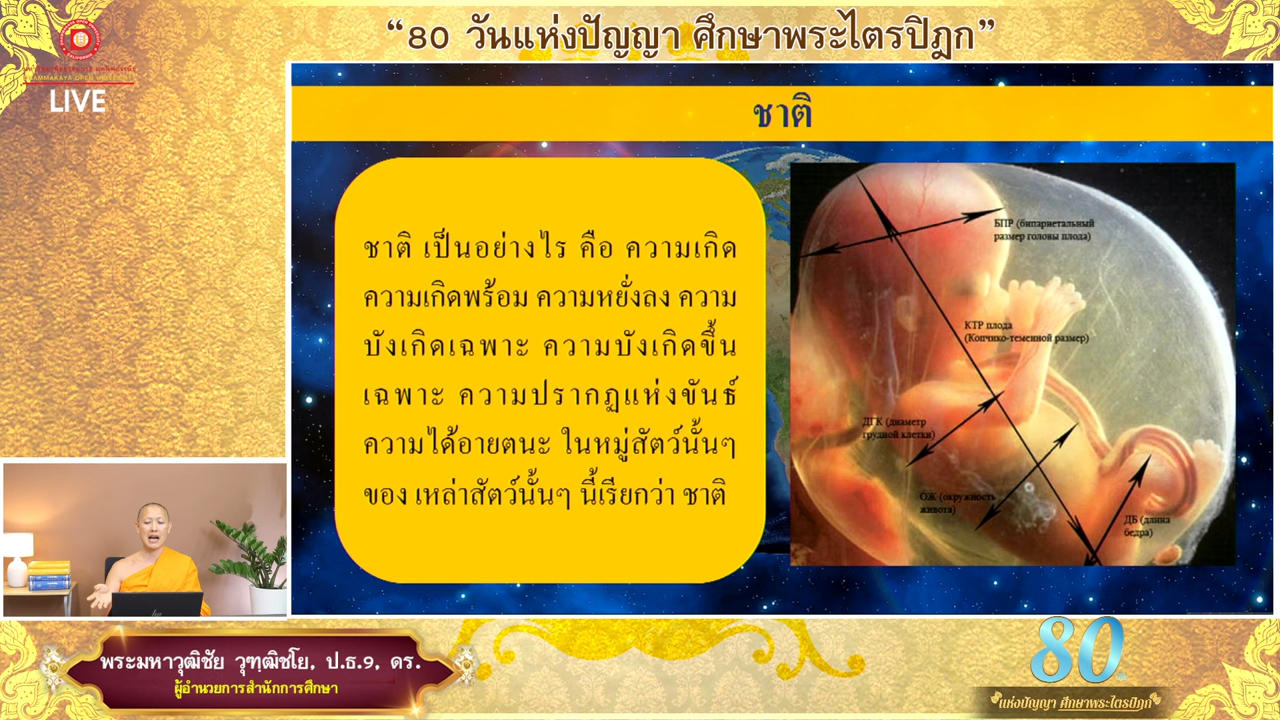 “80 วันแห่งปัญญา ศึกษาพระไตรปิฎก”
LIVE
ชาติ
ชาติ เป็นอย่างไร คือ ความเกิด
ความเกิดพร้อม ความหยั่งลง ความ
บังเกิดเฉพาะ ความบังเกิดขึ้น
เฉพาะ ความปรากฏแห่งขันธ์
ความได้อายตนะ ในหมู่สัตว์นั้นๆ
ของ เหล่าสัตว์นั้นๆ นี้เรียกว่า ชาติ
БПР (бипариетальный
размер головы плода)
КТР плода
(Копчико-теменной размер)
ДГК (диаметр
грудной клетки)
ОЖ (окружность
живота)
ДБ (длина
бедра)
พระมหาวุฒิชัย วุฑฺฒิชโย, ป.ธ.9, ดร.
ผู้อำนวยการสำนักการศึกษา
80
แห่งปัญญา ศึกษาพระไตรปิฎก